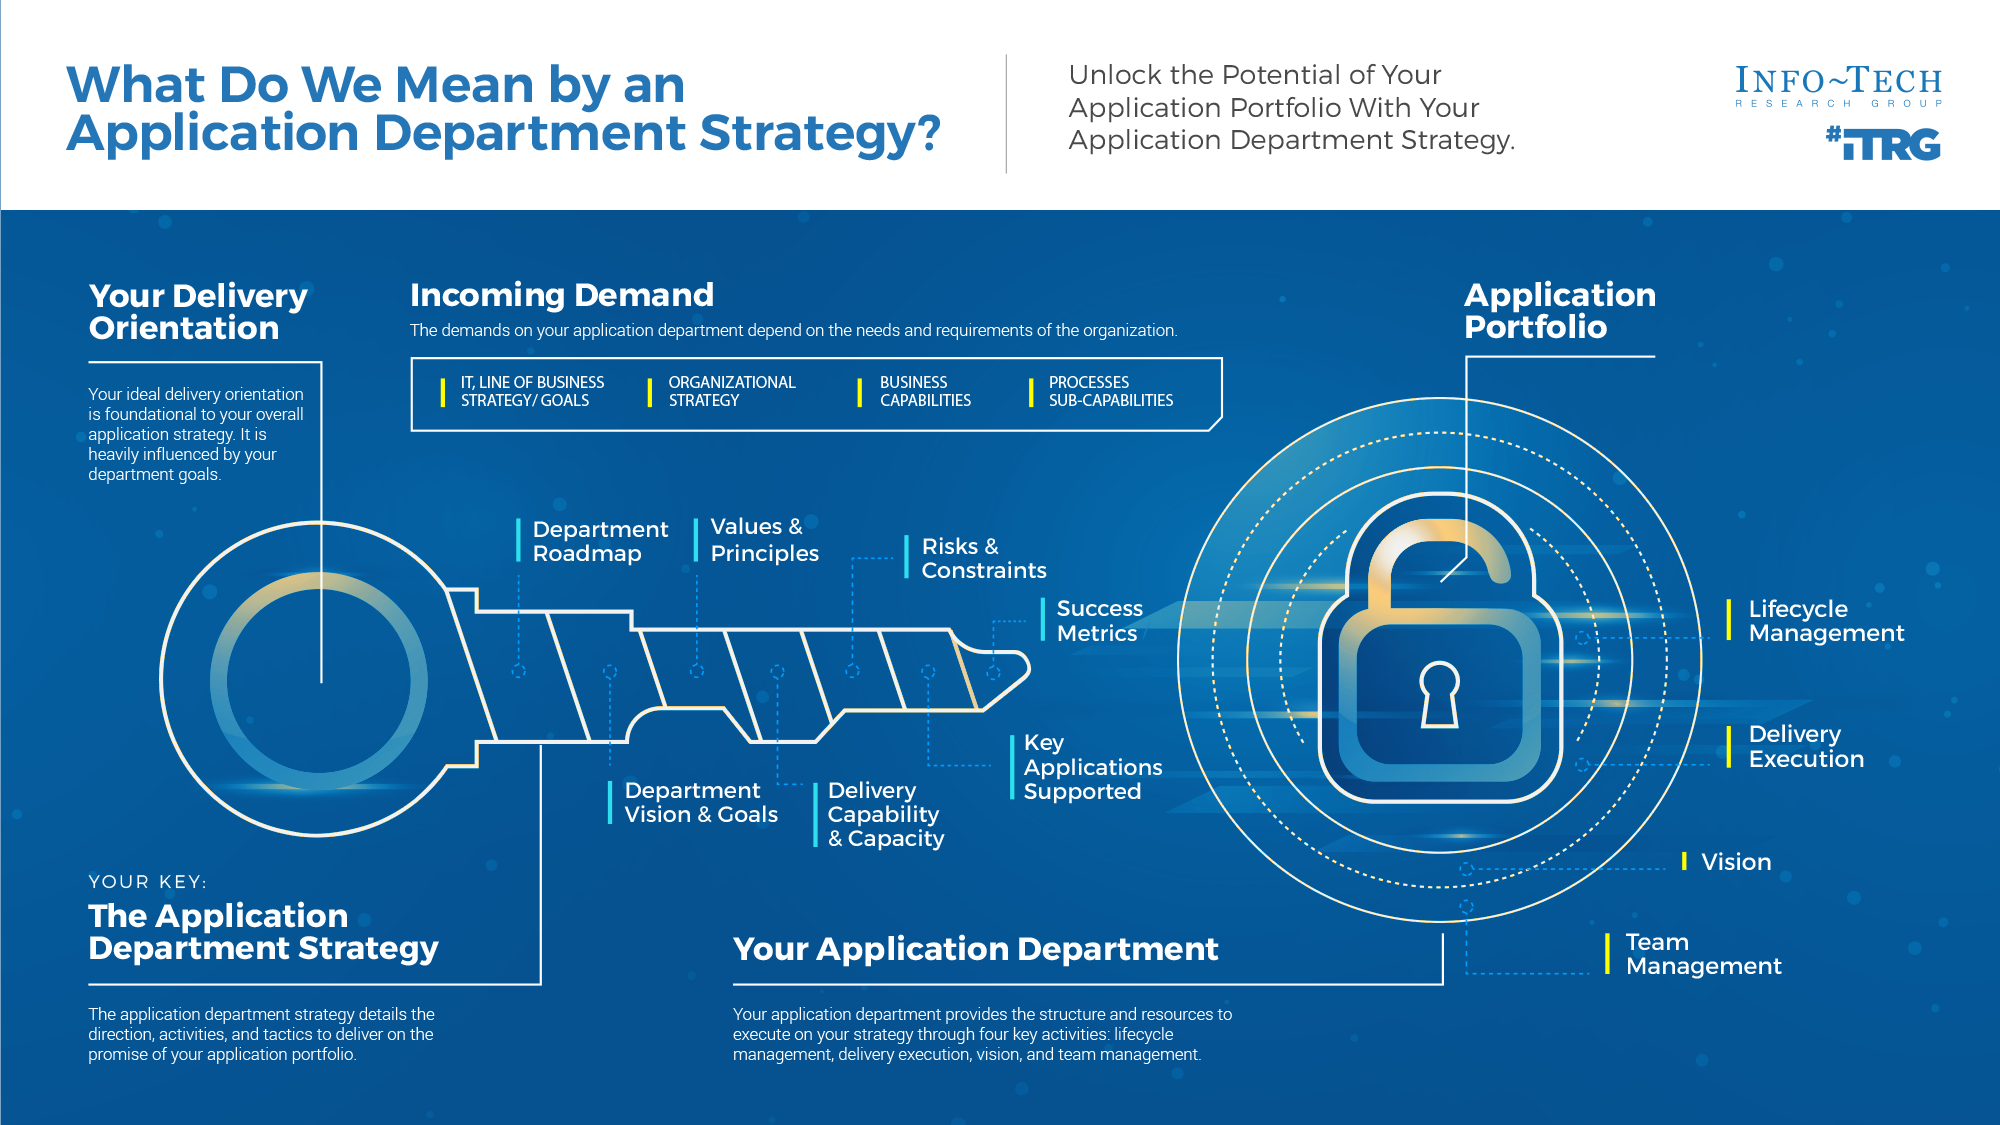 What Do We Mean by an
Application Department Strategy?
Unlock the Potential of Your
Application Portfolio With Your
Application Department Strategy.
INFO~TECH
RESEARCH GROUP
#iTRG
Your Delivery
Orientation
Your ideal delivery orientation
is foundational to your overall
application strategy. It is
heavily influenced by your
department goals.
Incoming Demand
The demands on your application department depend on the needs and requirements of the organization.
IT, LINE OF BUSINESS
STRATEGY/ GOALS
ORGANIZATIONAL
STRATEGY
BUSINESS
CAPABILITIES
PROCESSES
SUB-CAPABILITIES
Application
Portfolio
Department
Roadmap
Values &
Principles
Risks &
Constraints
Success
Metrics
Department
Vision & Goals
Delivery
Capability
& Capacity
Key
Applications
Supported
Lifecycle
Management
Delivery
Execution
Vision
Team
Management
YOUR KEY:
The Application
Department Strategy
The application department strategy details the
direction, activities, and tactics to deliver on the
promise of your application portfolio.
Your Application Department
Your application department provides the structure and resources to
execute on your strategy through four key activities: lifecycle
management, delivery execution, vision, and team management.